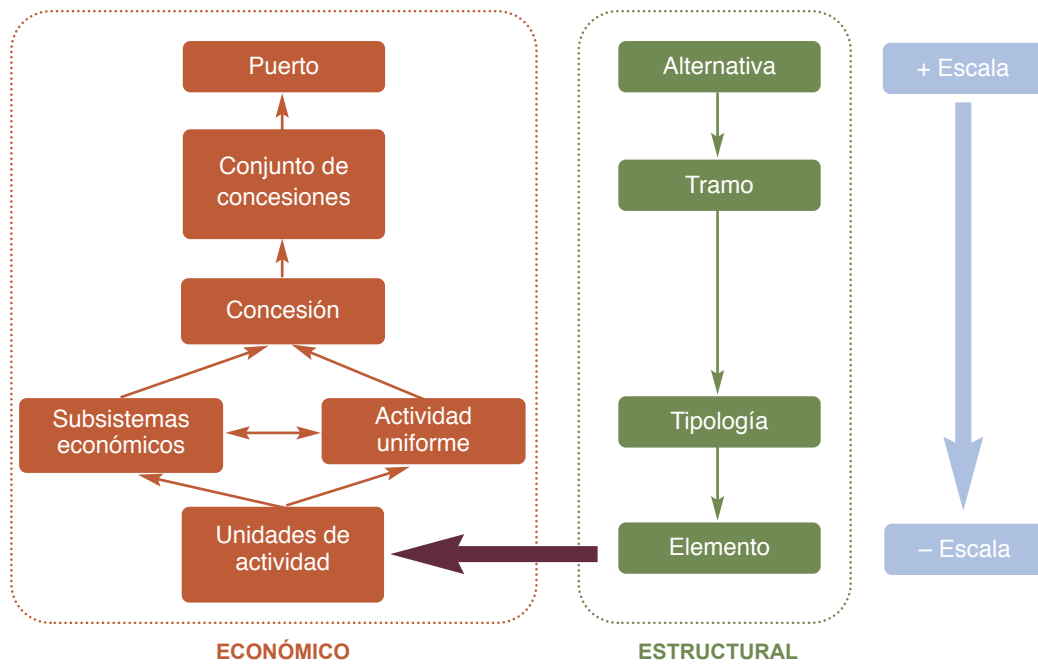 Puerto
Conjunto de
concesiones
Concesión
Subsistemas
económicos
Actividad
uniforme
Unidades de
actividad
ECONÓMICO
Alternativa
Tramo
Tipología
Elemento
ESTRUCTURAL
+ Escala
– Escala